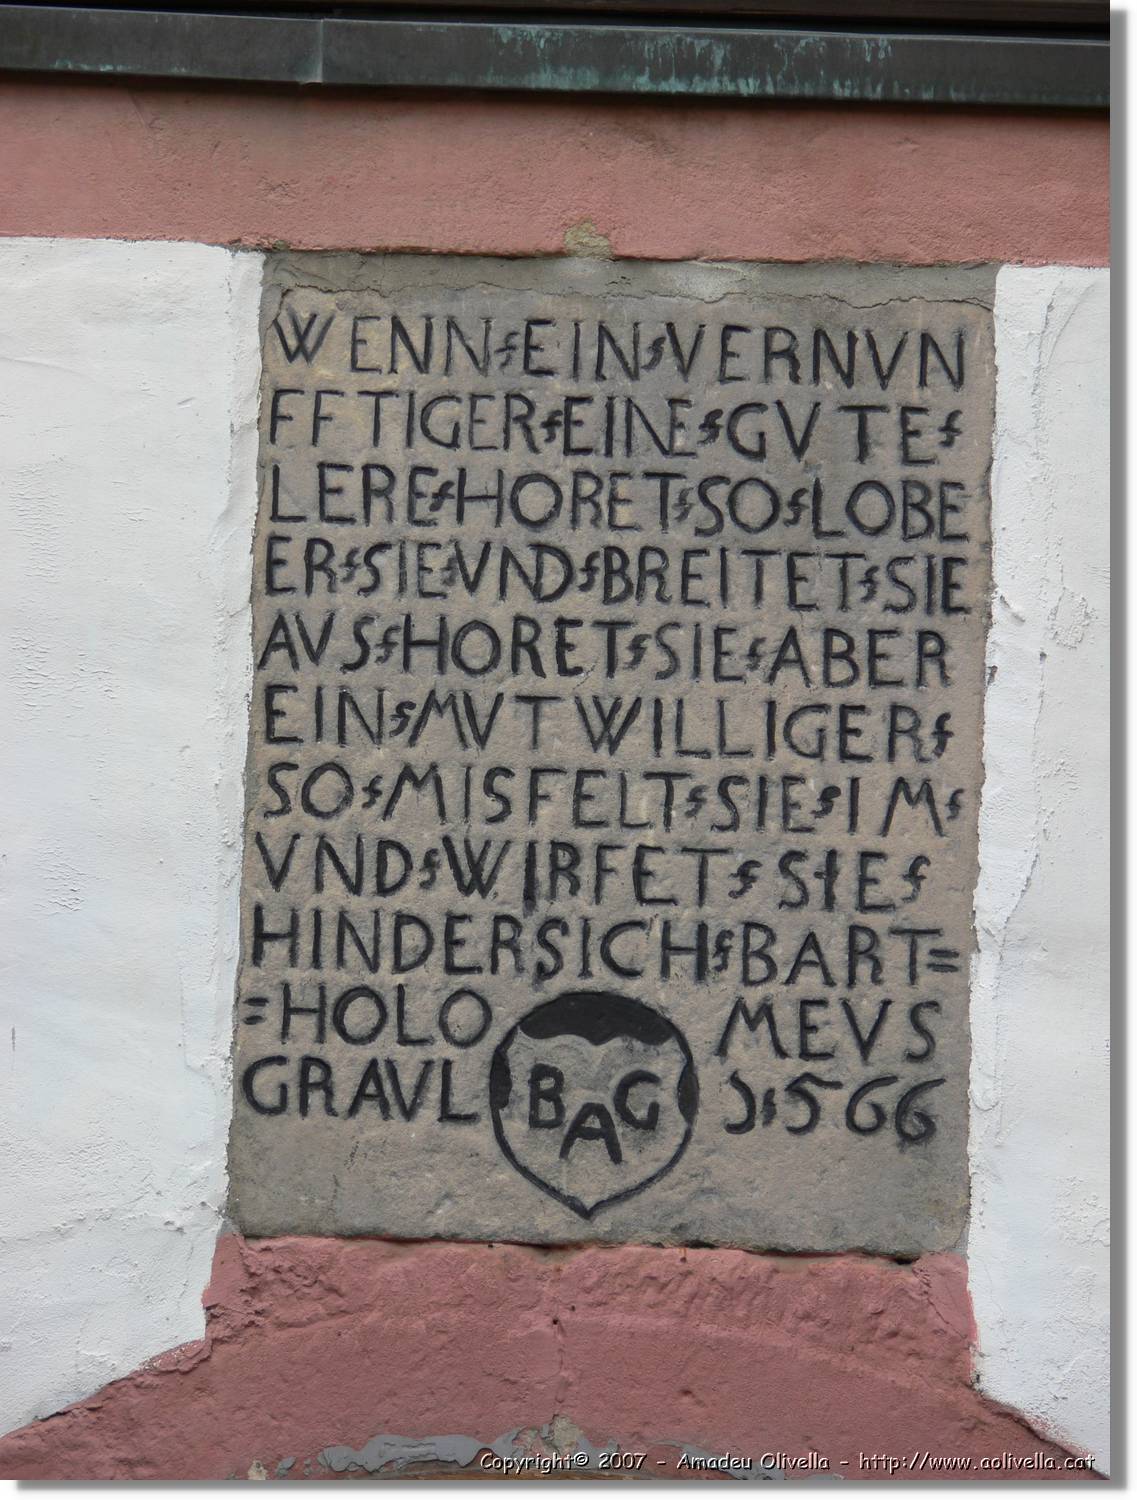 WENN EIN VERNVN
FFTIGER EINE GVTE
LERE HORET SO LOBE
ER SIE VND BREITET SIE
AVS HORET SIE ABER
EIN MVTWILLIGER
SO MISFELT SIE IM
VND WIRFET SIE
HINDERSICH BART=
=HOLO MEVS
GRAVL BAG 1566
Copyright© 2007 - Amadeu Olivella - http://www.aolivella.cat